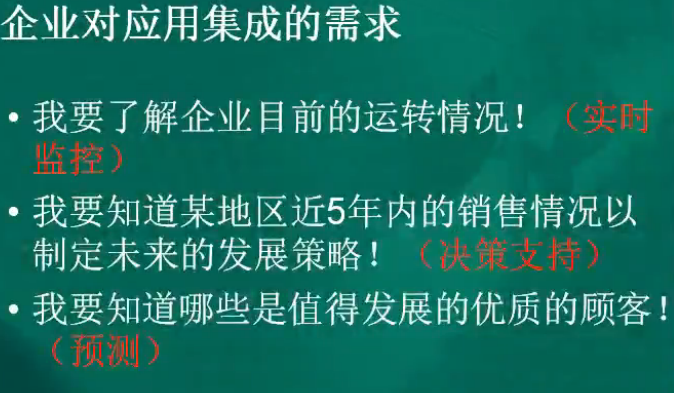 企业对应用集成的需求
• 我要了解企业目前的运转情况！（实时
监控）
• 我要知道某地区近5年内的销售情况以
制定未来的发展策略！（决策支持）
• 我要知道哪些是值得发展的优质的顾客！
（预测）